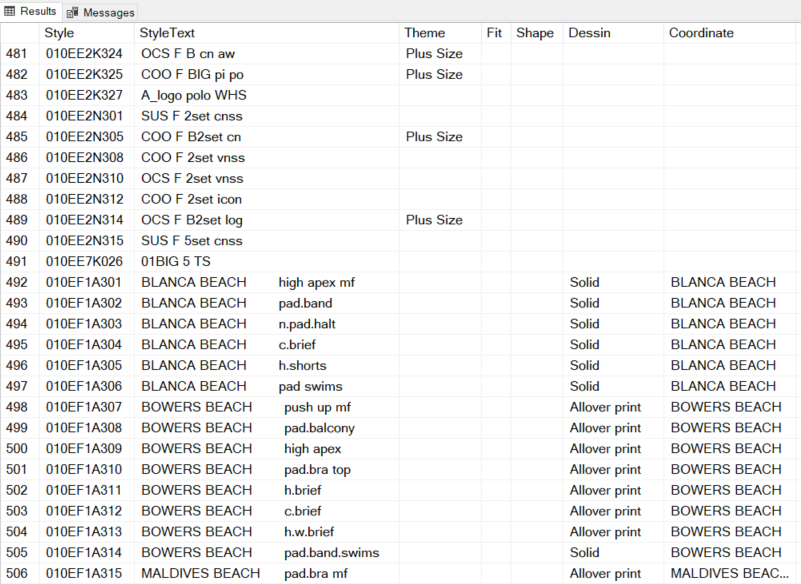 Results Messages
Style StyleText Theme Fit Shape Dessin Coordinate
481 010EE2K324 OCS F B cn aw Plus Size
482 010EE2K325 COO F BIG pi po Plus Size
483 010EE2K327 A_logo polo WHS
484 010EE2N301 SUS F 2set cnss
485 010EE2N305 COO F B2set cn Plus Size
486 010EE2N308 COO F 2set vnss
487 010EE2N310 OCS F 2set vnss
488 010EE2N312 COO F 2set icon
489 010EE2N314 OCS F B2set log Plus Size
490 010EE2N315 SUS F 5set cnss
491 010EE7K026 01BIG 5 TS
492 010EF1A301 BLANCA BEACH high apex mf Solid BLANCA BEACH
493 010EF1A302 BLANCA BEACH pad.band Solid BLANCA BEACH
494 010EF1A303 BLANCA BEACH n.pad.halt Solid BLANCA BEACH
495 010EF1A304 BLANCA BEACH c.brief Solid BLANCA BEACH
496 010EF1A305 BLANCA BEACH h.shorts Solid BLANCA BEACH
497 010EF1A306 BLANCA BEACH pad swims Solid BLANCA BEACH
498 010EF1A307 BOWERS BEACH push up mf Allover print BOWERS BEACH
499 010EF1A308 BOWERS BEACH pad.balcony Allover print BOWERS BEACH
500 010EF1A309 BOWERS BEACH high apex Allover print BOWERS BEACH
501 010EF1A310 BOWERS BEACH pad.bra top Allover print BOWERS BEACH
502 010EF1A311 BOWERS BEACH h.brief Allover print BOWERS BEACH
503 010EF1A312 BOWERS BEACH c.brief Allover print BOWERS BEACH
504 010EF1A313 BOWERS BEACH h.w.brief Allover print BOWERS BEACH
505 010EF1A314 BOWERS BEACH pad.band.swims Solid BOWERS BEACH
506 010EF1A315 MALDIVES BEACH pad.bra mf Allover print MALDIVES BEAC...